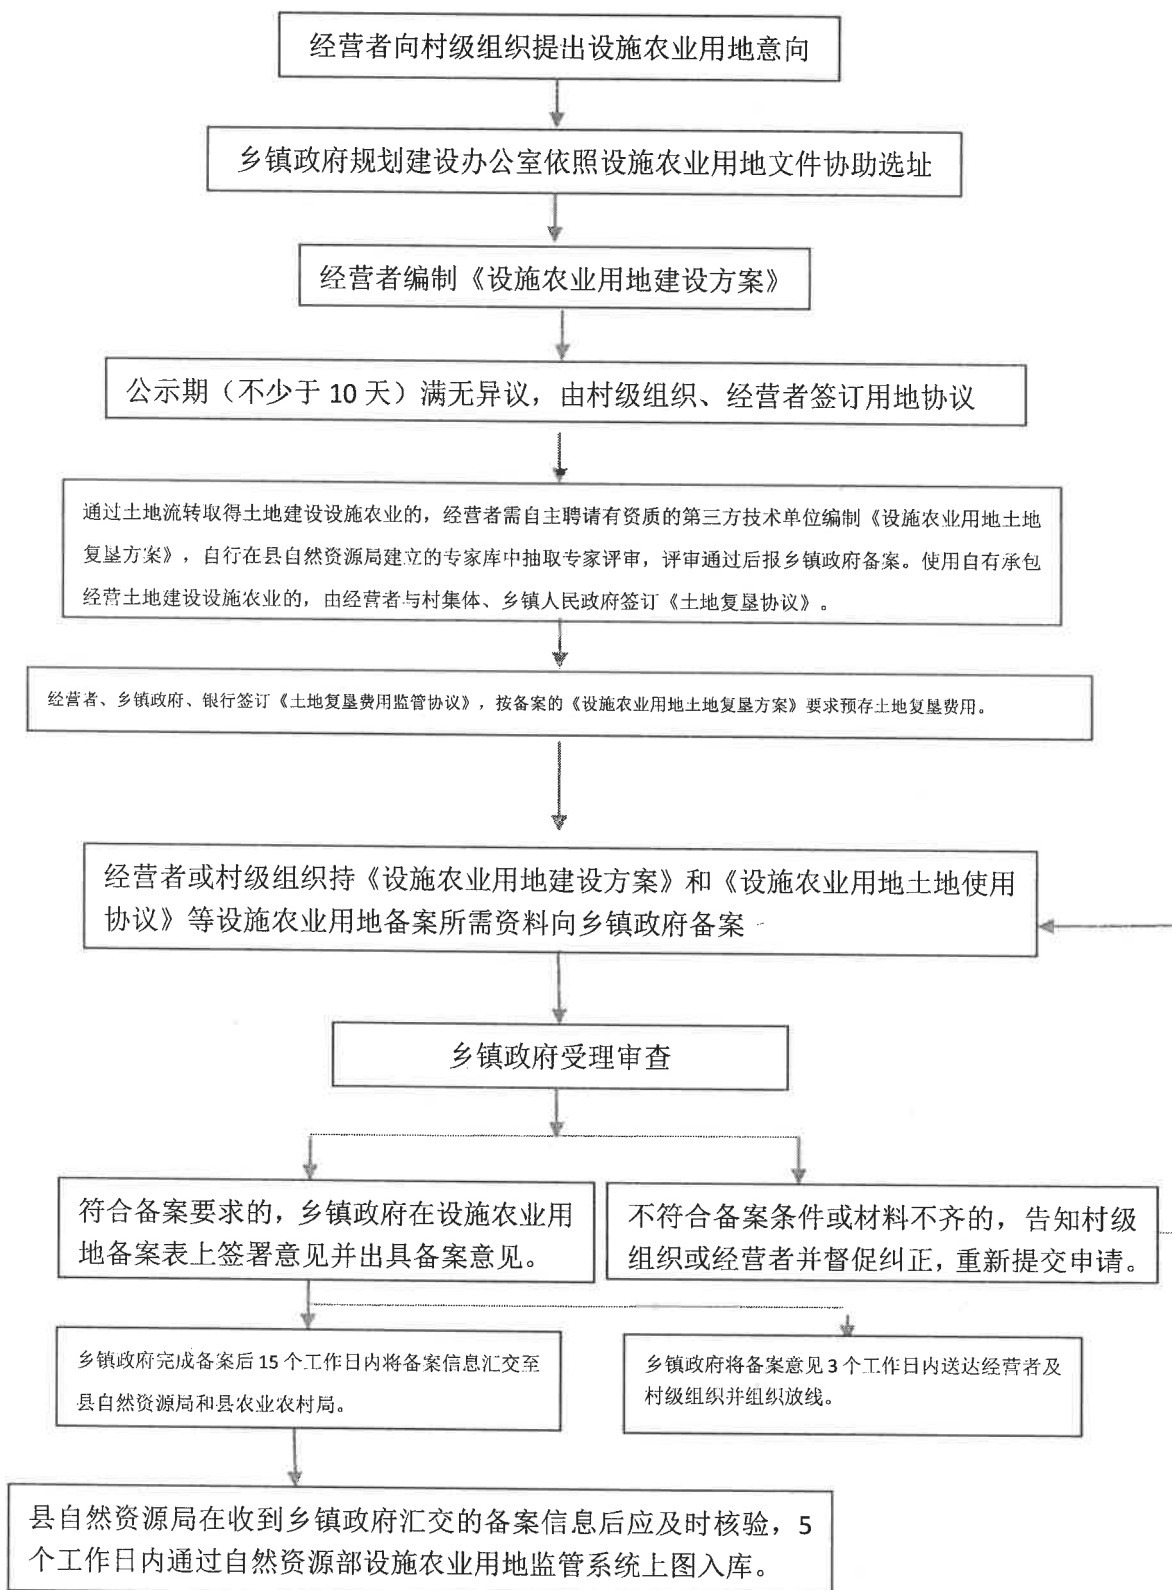 经营者向村级组织提出设施农业用地意向
乡镇政府规划建设办公室依照设施农业用地文件协助选址
经营者编制《设施农业用地建设方案》
公示期（不少于 10 天）满无异议，由村级组织、经营者签订用地协议
通过土地流转取得土地建设设施农业的，经营者需自主聘请有资质的第三方技术单位编制《设施农业用地土地
复垦方案》，自行在县自然资源局建立的专家库中抽取专家评审，评审通过后报乡镇政府备案。使用自有承包
经营土地建设设施农业的，由经营者与村集体、乡镇人民政府签订《土地复垦协议》。
经营者、乡镇政府、银行签订《土地复垦费用监管协议》，按备案的《设施农业用地土地复垦方案》要求预存土地复垦费用。
经营者或村级组织持《设施农业用地建设方案》和《设施农业用地土地使用
协议》等设施农业用地备案所需资料向乡镇政府备案
乡镇政府受理审查
符合备案要求的，乡镇政府在设施农业用
地备案表上签署意见并出具备案意见。
不符合备案条件或材料不齐的，告知村级
组织或经营者并督促纠正，重新提交申请。
乡镇政府完成备案后 15 个工作日内将备案信息汇交至
县自然资源局和县农业农村局。
乡镇政府将备案意见 3 个工作日内送达经营者及
村级组织并组织放线。
县自然资源局在收到乡镇政府汇交的备案信息后应及时核验，5
个工作日内通过自然资源部设施农业用地监管系统上图入库。